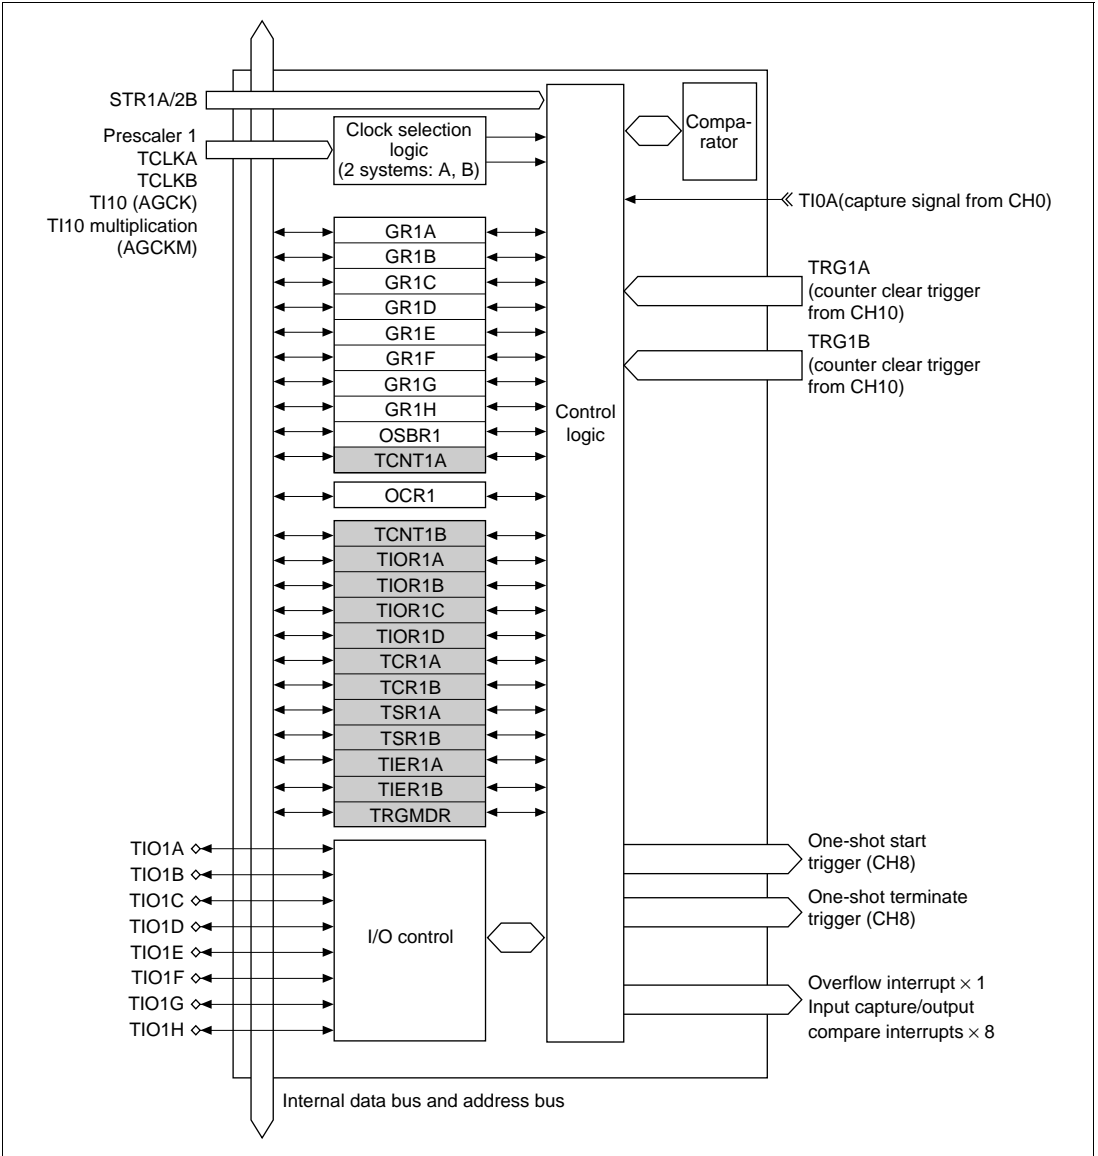 STR1A/2B
Prescaler 1
TCLKA
TCLKB
TI10 (AGCK)
TI10 multiplication
(AGCKM)
Clock selection
logic
(2 systems: A, B)
Compa-
rator
TI0A(capture signal from CH0)
TRG1A
(counter clear trigger
from CH10)
TRG1B
(counter clear trigger
from CH10)
GR1A
GR1B
GR1C
GR1D
GR1E
GR1F
GR1G
GR1H
OSBR1
TCNT1A
OCR1
TCNT1B
TIOR1A
TIOR1B
TIOR1C
TIOR1D
TCR1A
TCR1B
TSR1A
TSR1B
TIER1A
TIER1B
TRGMDR
Control
logic
TIO1A
TIO1B
TIO1C
TIO1D
TIO1E
TIO1F
TIO1G
TIO1H
I/O control
One-shot start
trigger (CH8)
One-shot terminate
trigger (CH8)
Overflow interrupt × 1
Input capture/output
compare interrupts × 8
Internal data bus and address bus